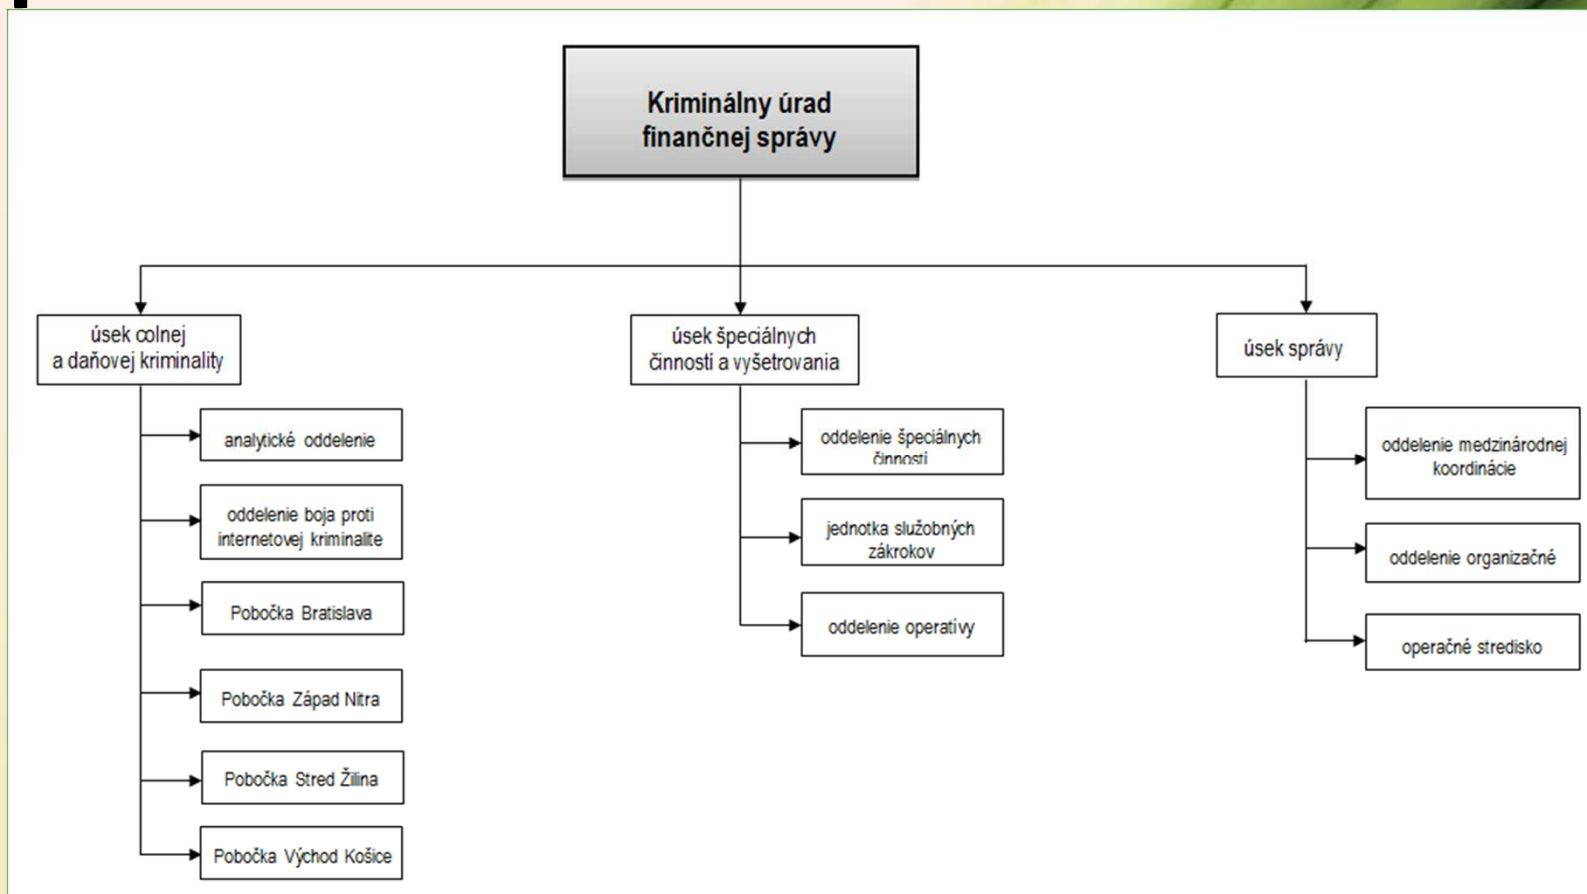 Kriminálny úrad
finančnej správy
úsek colnej
a daňovej kriminality
analytické oddelenie
oddelenie boja proti
internetovej kriminalite
Pobočka Bratislava
Pobočka Západ Nitra
Pobočka Stred Žilina
Pobočka Východ Košice
úsek špeciálnych
činností a vyšetrovania
oddelenie špeciálnych
činností
jednotka služobných
zákrokov
oddelenie operatívy
úsek správy
oddelenie medzinárodnej
koordinácie
oddelenie organizačné
operačné stredisko